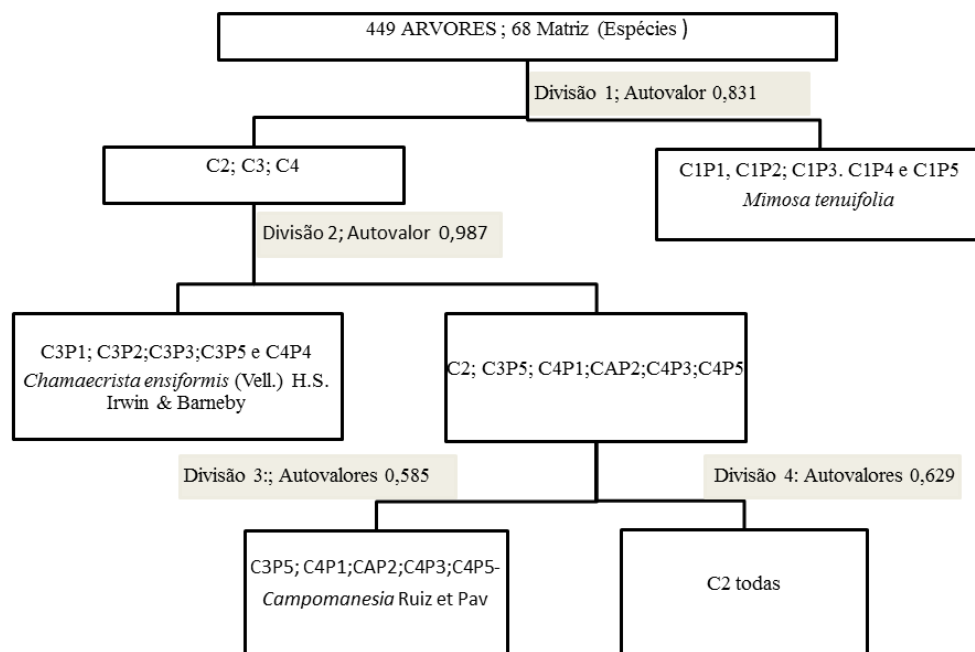 449 ARVORES ; 68 Matriz (Espécies )
Divisão 1; Autovalor 0,831
C2; C3; C4
C1P1, C1P2; C1P3. C1P4 e C1P5
Mimosa tenuifolia
Divisão 2; Autovalor 0,987
C3P1; C3P2;C3P3;C3P5 e C4P4
Chamaecrista ensiformis (Vell.) H.S.
Irwin & Barneby
C2; C3P5; C4P1;CAP2;C4P3;C4P5
Divisão 3:; Autovalores 0,585
Divisão 4: Autovalores 0,629
C3P5; C4P1;CAP2;C4P3;C4P5-
Campomanesia Ruiz et Pav
C2 todas